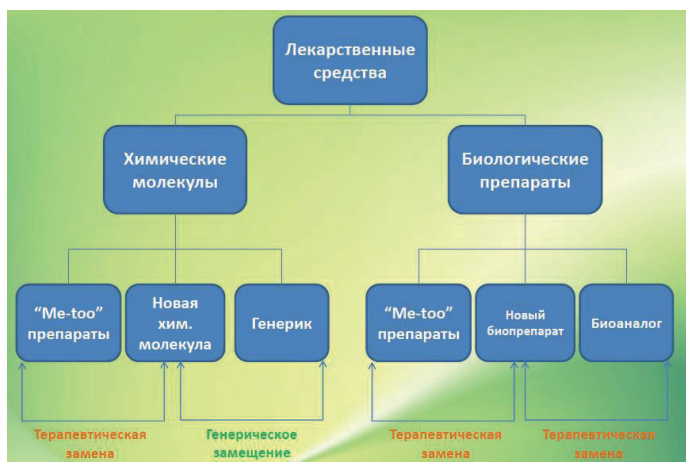 Лекарственные
средства
Химические
молекулы
Биологические
препараты
“Me-too”
препараты
Новая
хим.
молекула
Генерик
“Me-too”
препараты
Новый
биопрепарат
Биоаналог
Терапевтическая
замена
Генерическое
замещение
Терапевтическая
замена
Терапевтическая
замена